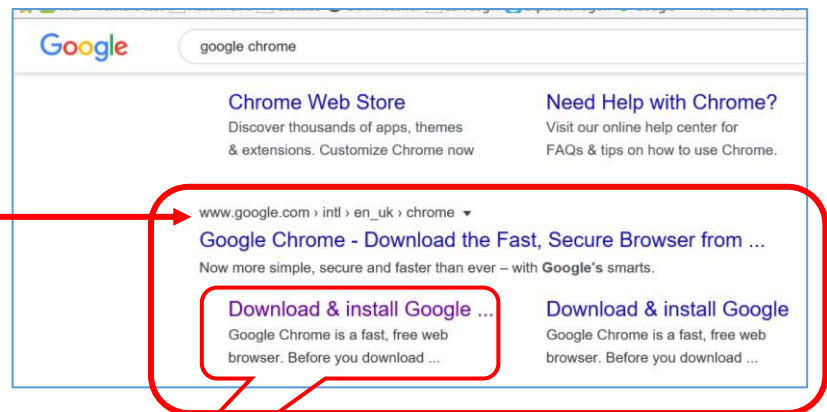 Google
google chrome
Chrome Web Store
Discover thousands of apps, themes
& extensions. Customize Chrome now
Need Help with Chrome?
Visit our online help center for
FAQs & tips on how to use Chrome.
www.google.com › intl › en_uk › chrome
Google Chrome - Download the Fast, Secure Browser from ...
Now more simple, secure and faster than ever – with Google's smarts.
Download & install Google ...
Google Chrome is a fast, free web
browser. Before you download ...
Download & install Google
Google Chrome is a fast, free web
browser. Before you download ...